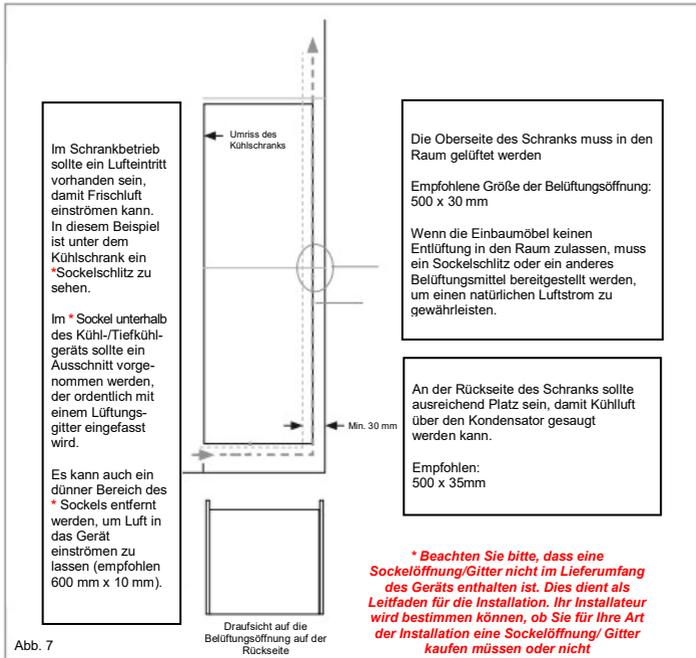 Im Schrankbetrieb
sollte ein Lufteintritt
vorhanden sein,
damit Frischluft
einströmen kann.
In diesem Beispiel
ist unter dem
Kühlschrank ein
*Sockelschlitz zu
sehen.
Im * Sockel unterhalb
des Kühl-/Tiefkühl-
geräts sollte ein
Ausschnitt vorge-
nommen werden,
der ordentlich mit
einem Lüftungs-
gitter eingefasst
wird.
Es kann auch ein
dünner Bereich des
* Sockels entfernt
werden, um Luft in
das Gerät
einströmen zu
lassen (empfohlen
600 mm x 10 mm).
Abb. 7
Umriss des
Kühlschranks
Min. 30 mm
Draufsicht auf die
Belüftungsöffnung auf der
Rückseite
Die Oberseite des Schranks muss in den
Raum gelüftet werden
Empfohlene Größe der Belüftungsöffnung:
500 x 30 mm
Wenn die Einbaumöbel keinen
Entlüftung in den Raum zulassen, muss
ein Sockelschlitz oder ein anderes
Belüftungsmittel bereitgestellt werden,
um einen natürlichen Luftstrom zu
gewährleisten.
An der Rückseite des Schranks sollte
ausreichend Platz sein, damit Kühlluft
über den Kondensator gesaugt
werden kann.
Empfohlen:
500 x 35mm
* Beachten Sie bitte, dass eine
Sockelöffnung/Gitter nicht im Lieferumfang
des Geräts enthalten ist. Dies dient als
Leitfaden für die Installation. Ihr Installateur
wird bestimmen können, ob Sie für Ihre Art
der Installation eine Sockelöffnung/ Gitter
kaufen müssen oder nicht